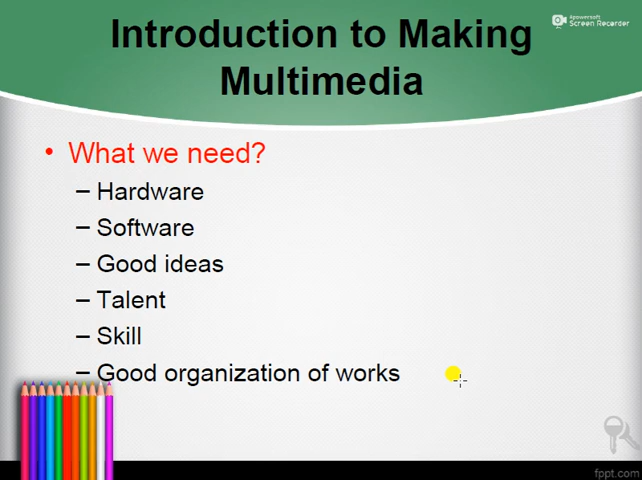 Introduction to Making
Multimedia
Apowersoft
Screen Recorder
• What we need?
– Hardware
– Software
– Good ideas
– Talent
– Skill
– Good organization of works
fppt.com